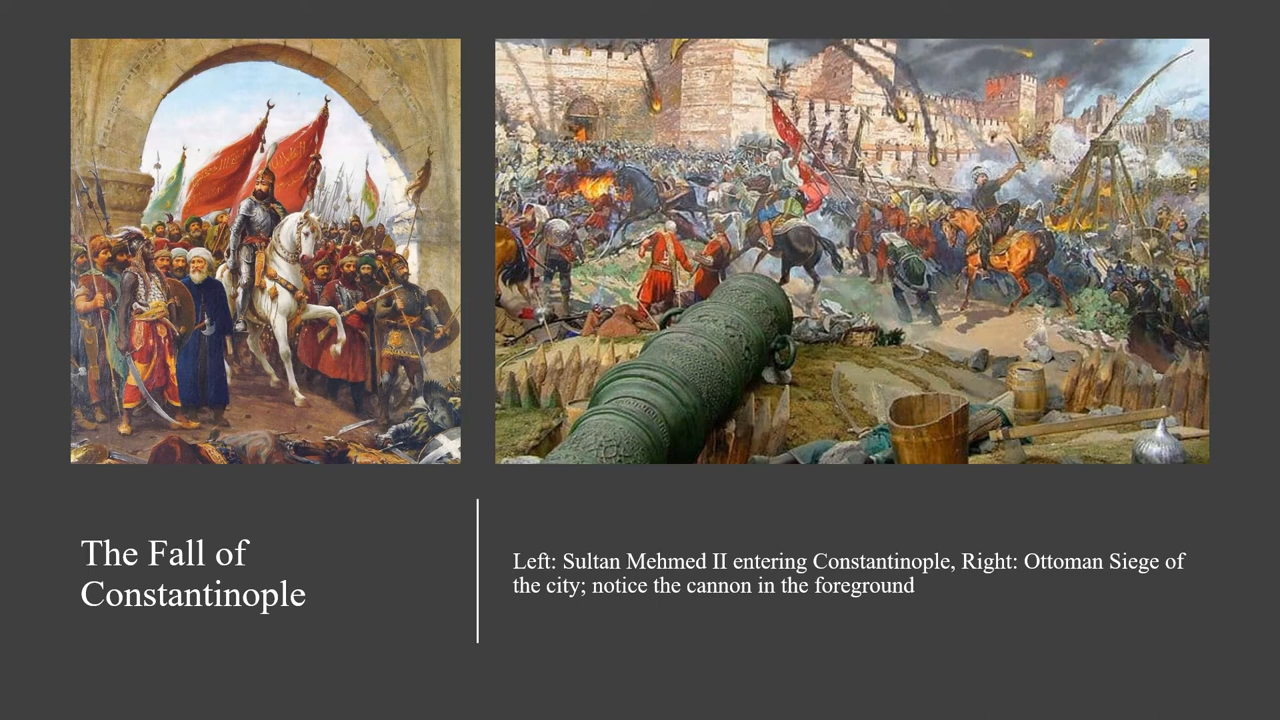 The Fall of
Constantinople
Left: Sultan Mehmed II entering Constantinople, Right: Ottoman Siege of
the city; notice the cannon in the foreground